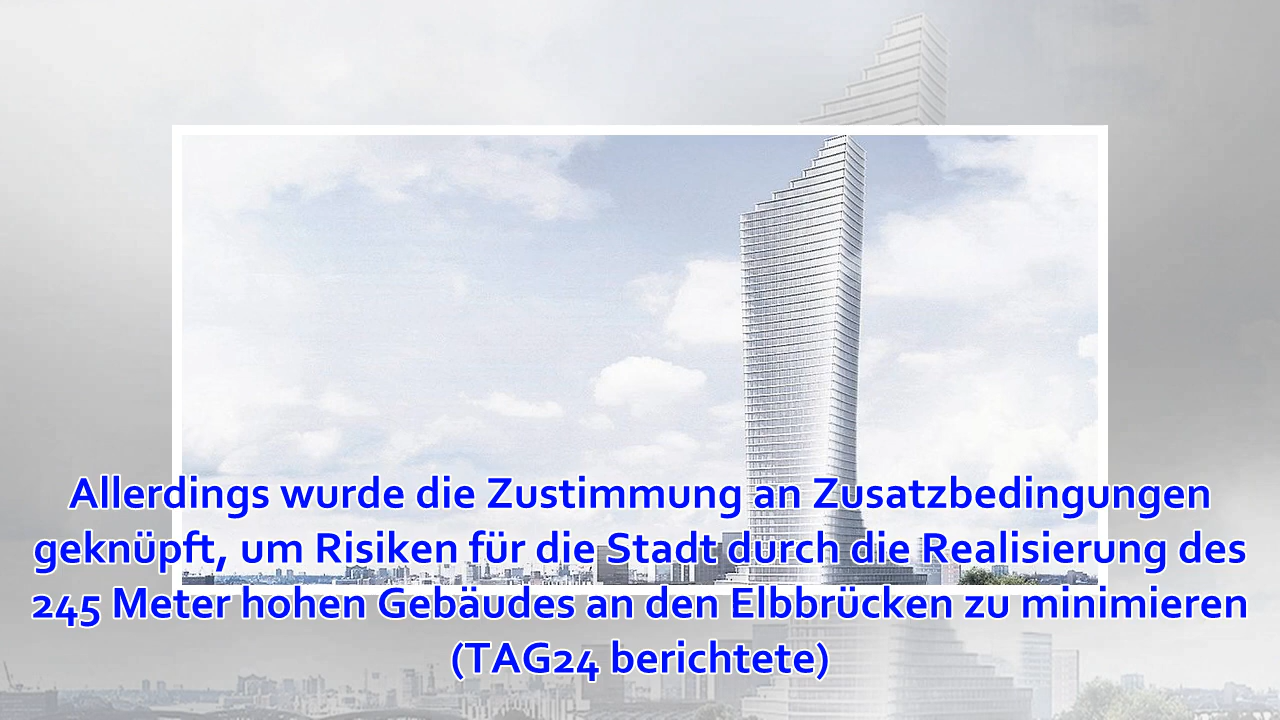 Allerdings wurde die Zustimmung an Zusatzbedingungen
geknüpft, um Risiken für die Stadt durch die Realisierung des
245 Meter hohen Gebäudes an den Elbbrücken zu minimieren
(TAG24 berichtete)